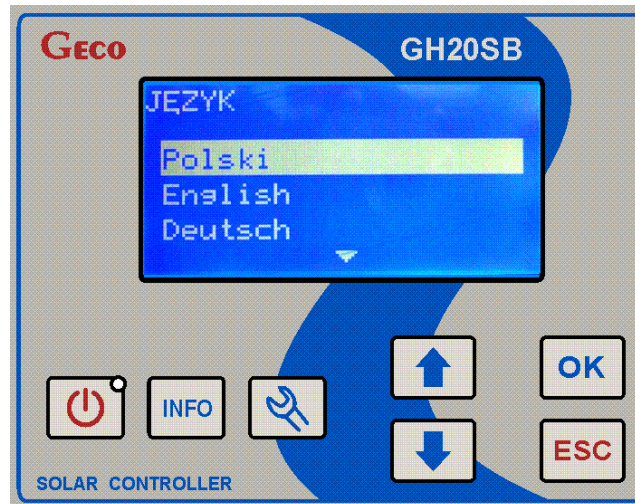 GECO
GH20SB
JĘZYK
Polski
English
Deutsch
INFO
OK
ESC
SOLAR CONTROLLER